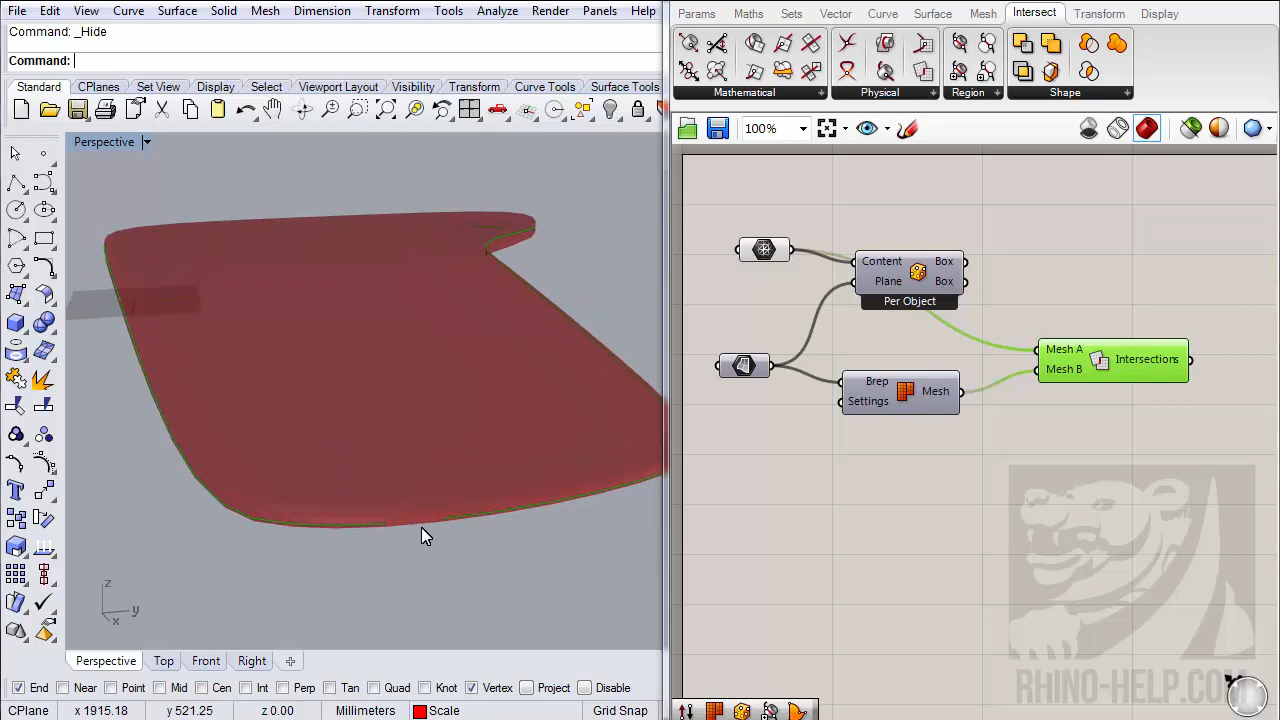 File Edit View Curve Surface Solid Mesh Dimension Transform Tools Analyze Render Panels Help
Command: _Hide
Command:
Standard CPlanes Set View Display Select Viewport Layout Visibility Transform Curve Tools Surface Tools
Perspective
z
y
x
Perspective Top Front Right
End Near Point Mid Cen Int Perp Tan Quad Knot Vertex Project Disable
CPlane x 1915.18 y 521.25 z 0.00 Millimeters Scale Grid Snap
Params Maths Sets Vector Curve Surface Mesh Intersect Transform Display
Mathematical Physical Region Shape
100%
Content Box
Plane Box
Per Object
Mesh A
Mesh B
Intersections
Brep
Settings
Mesh
RHINO-HELP.COM